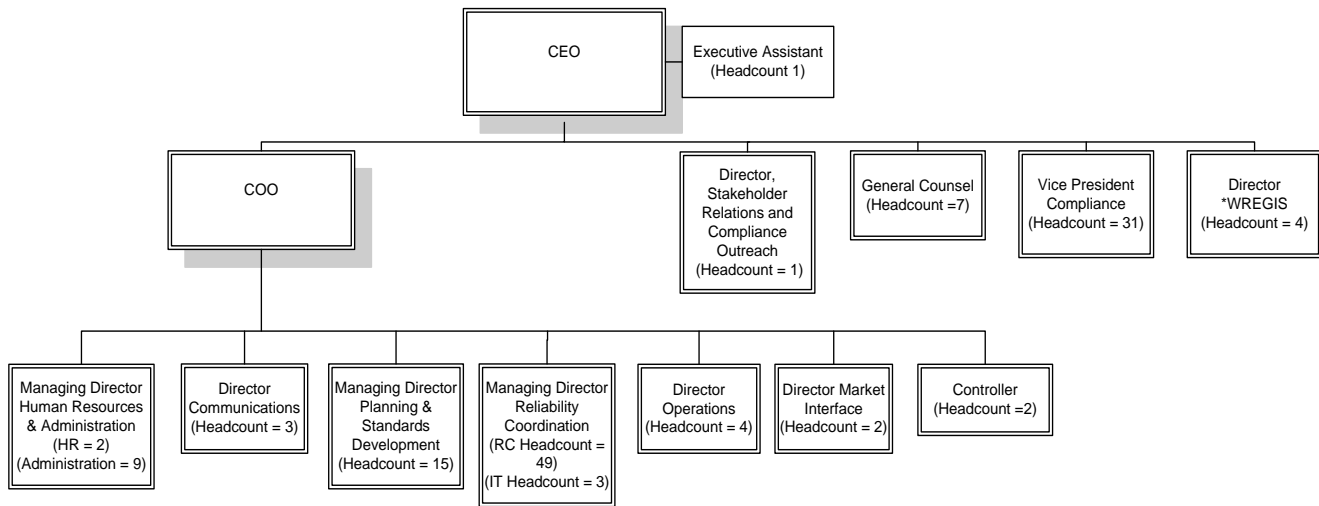 CEO
Executive Assistant
(Headcount 1)
COO
Director,
Stakeholder
Relations and
Compliance
Outreach
(Headcount = 1)
General Counsel
(Headcount =7)
Vice President
Compliance
(Headcount = 31)
Director
*WREGIS
(Headcount = 4)
Managing Director
Human Resources
& Administration
(HR = 2)
(Administration = 9)
Director
Communications
(Headcount = 3)
Managing Director
Planning &
Standards
Development
(Headcount = 15)
Managing Director
Reliability
Coordination
(RC Headcount =
49)
(IT Headcount = 3)
Director
Operations
(Headcount = 4)
Director Market
Interface
(Headcount = 2)
Controller
(Headcount =2)